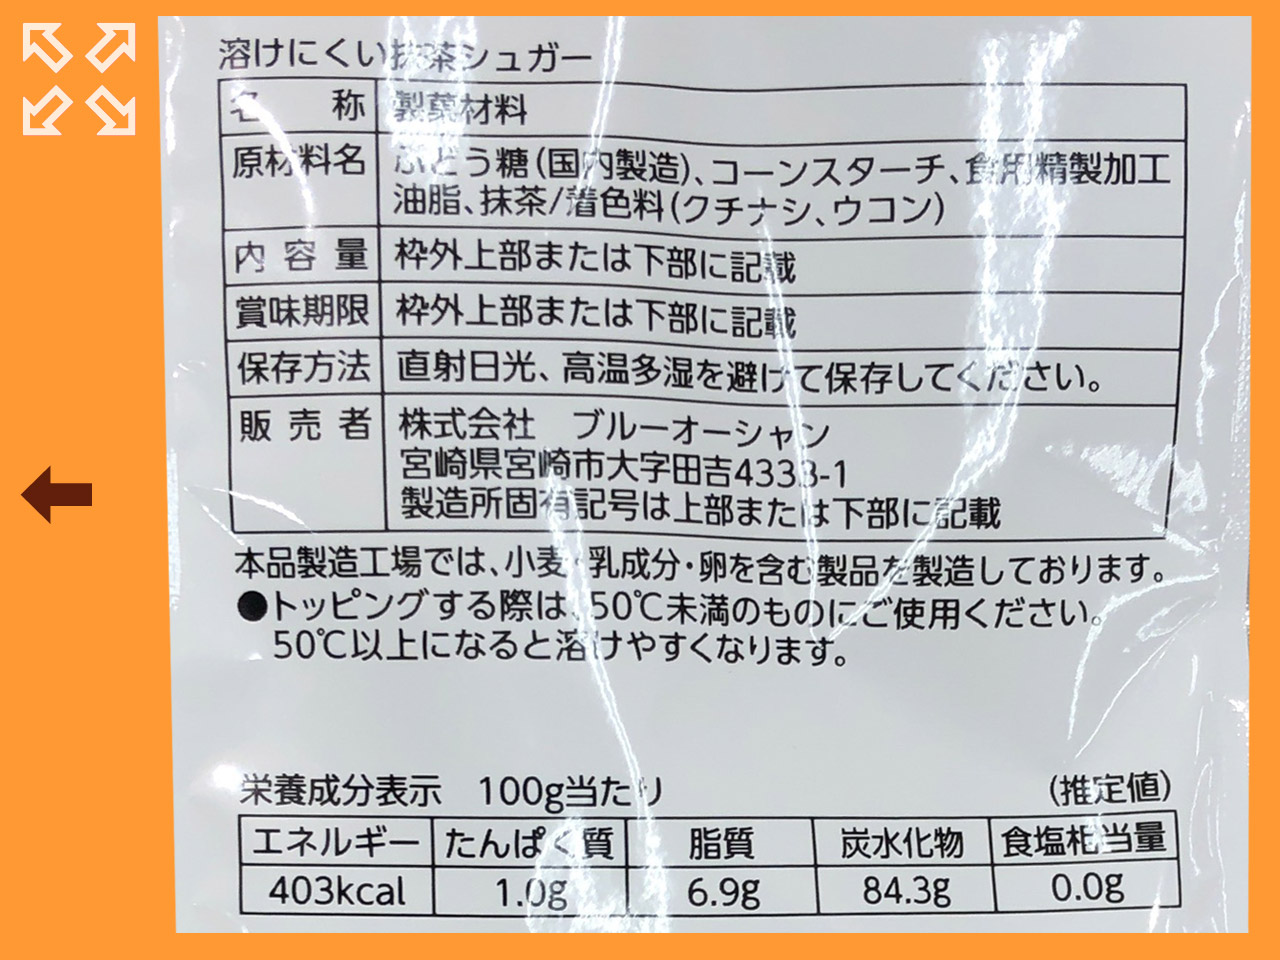 溶けにくい抹茶シュガー
名称 製菓材料
原材料名 ぶどう糖(国内製造)、コーンスターチ、食用精製加工
油脂、抹茶/着色料(クチナシ、ウコン)
内容量 枠外上部または下部に記載
賞味期限 枠外上部または下部に記載
保存方法 直射日光、高温多湿を避けて保存してください。
販売者 株式会社 ブルーオーシャン
宮崎県宮崎市大字田吉4333-1
製造所固有記号は上部または下部に記載
本品製造工場では、小麦・乳成分・卵を含む製品を製造しております。
●トッピングする際は、50℃未満のものにご使用ください。
50℃以上になると溶けやすくなります。
栄養成分表示 100g当たり (推定値)
エネルギー たんぱく質 脂質 炭水化物 食塩相当量
403kcal 1.0g 6.9g 84.3g 0.0g